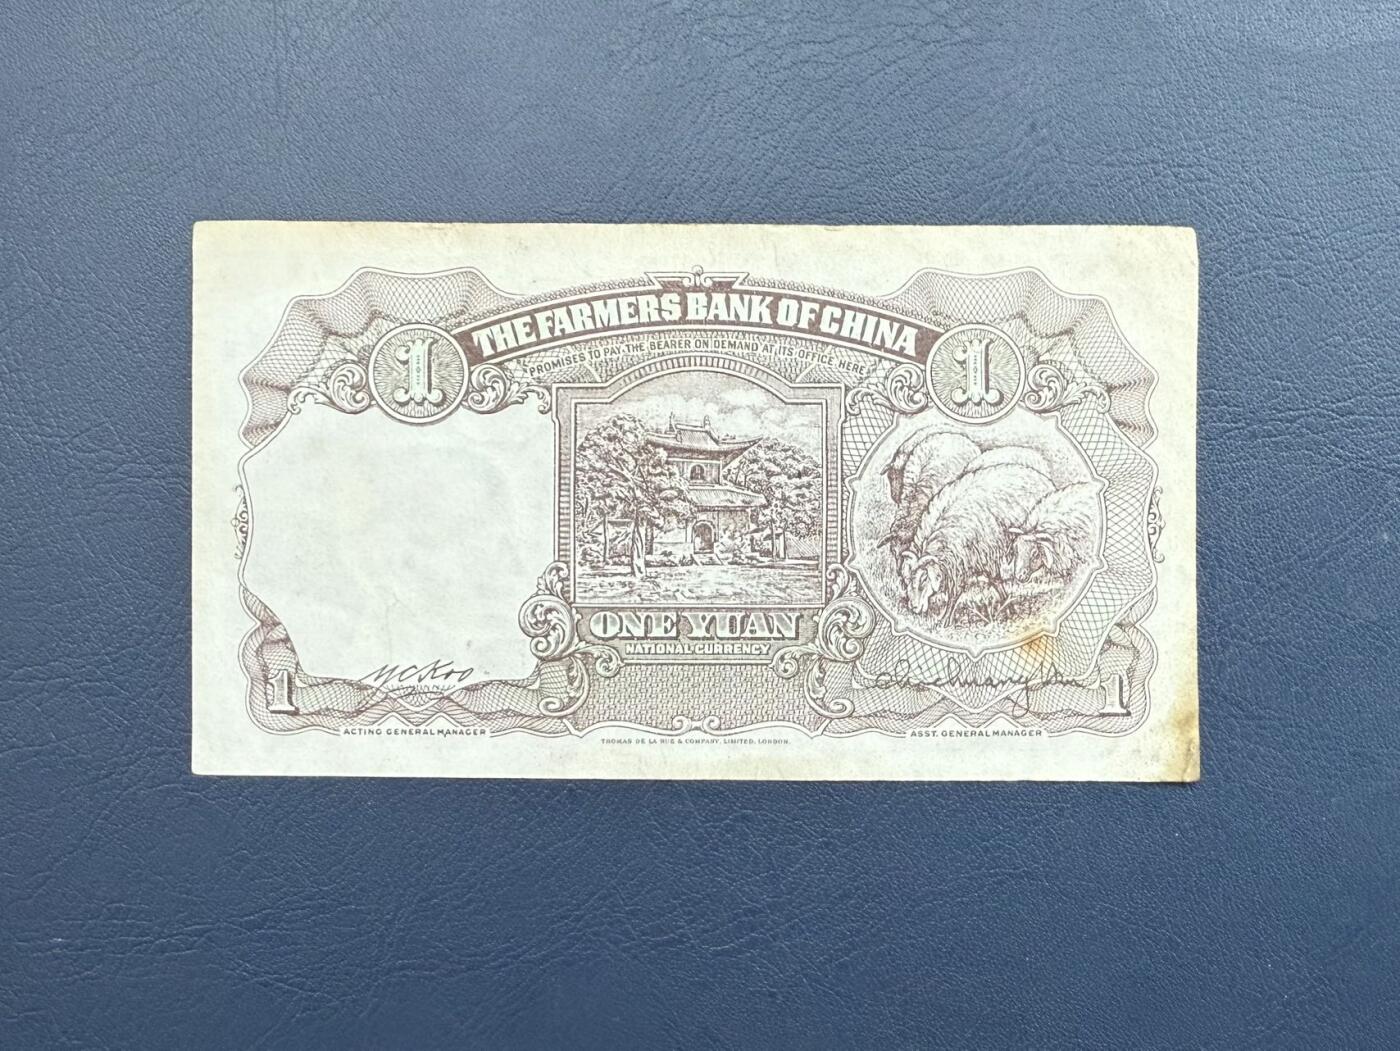 THE FARMERS BANK OF CHINA
PROMISES TO PAY THE BEARER ON DEMAND AT ITS OFFICE HERE
1 1
ONE YUAN
NATIONAL CURRENCY
Y C Koo
1 1
ACTING GENERAL MANAGER
ASST. GENERAL MANAGER
THOMAS DE LA RUE & COMPANY, LIMITED, LONDON.